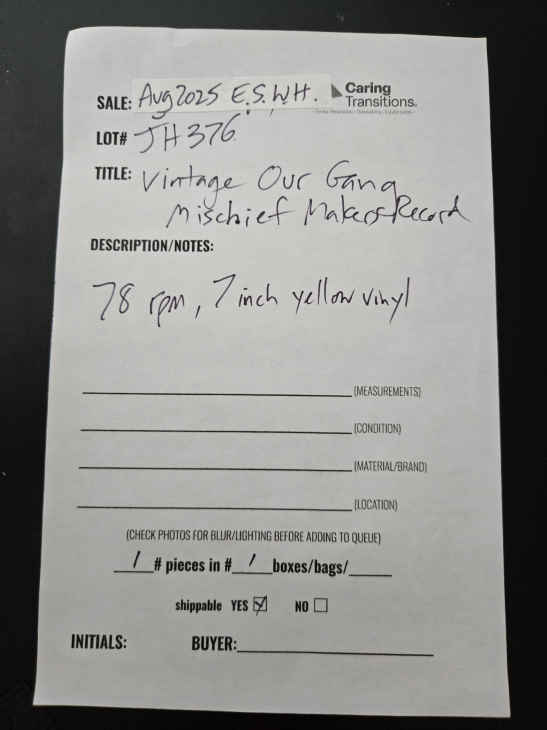 SALE: Aug 2025 E.S.W.H. Caring Transitions
LOT# JH376
TITLE: Vintage Our Gang
Mischief Makers Record
DESCRIPTION/NOTES:
78 rpm, 7 inch yellow vinyl
(MEASUREMENTS)
(CONDITION)
(MATERIAL/BRAND)
(LOCATION)
(CHECK PHOTOS FOR BLUR/LIGHTING BEFORE ADDING TO QUEUE)
1 # pieces in # 1 boxes/bags/
shippable YES NO
INITIALS: BUYER: